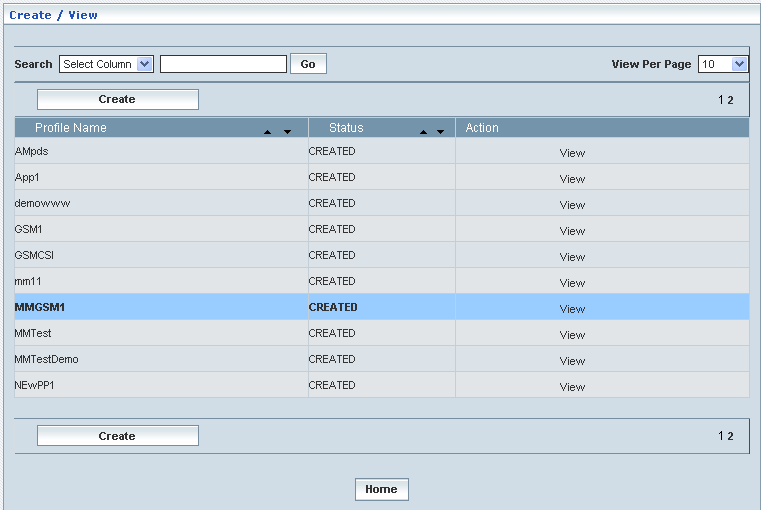 Create / View
Search Select Column Go View Per Page 10
Create 1 2
Profile Name Status Action
AMpds CREATED View
App1 CREATED View
demowww CREATED View
GSM1 CREATED View
GSMCSI CREATED View
mm11 CREATED View
MMGSM1 CREATED View
MMTest CREATED View
MMTestDemo CREATED View
NEwPP1 CREATED View
Create 1 2
Home